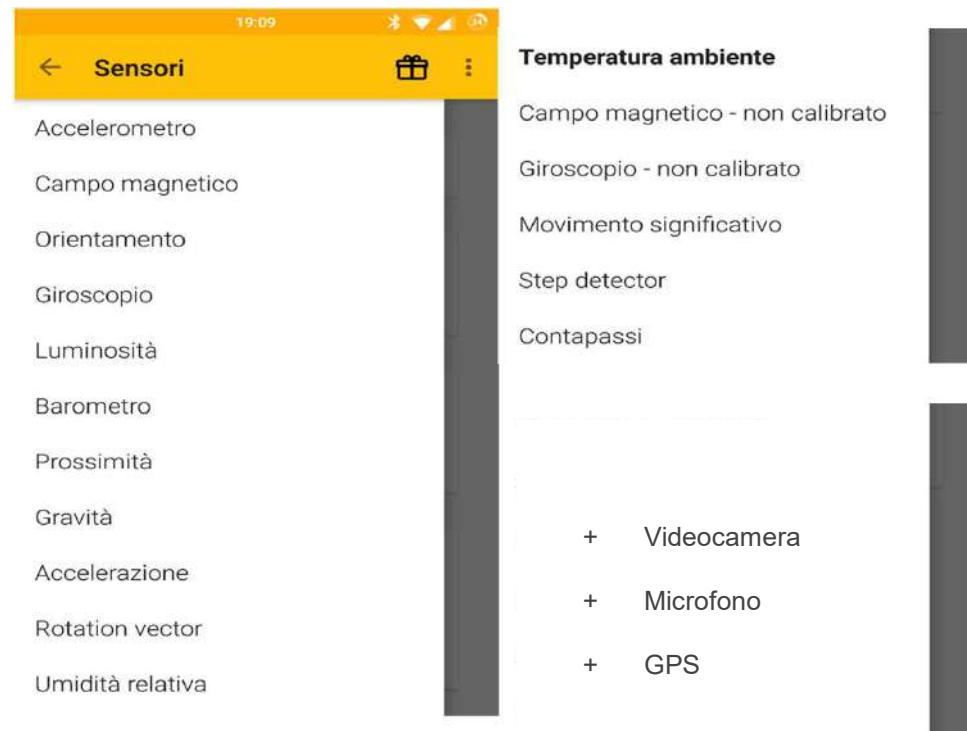 19:09
Sensori
Accelerometro
Campo magnetico
Orientamento
Giroscopio
Luminosità
Barometro
Prossimità
Gravità
Accelerazione
Rotation vector
Umidità relativa
Temperatura ambiente
Campo magnetico - non calibrato
Giroscopio - non calibrato
Movimento significativo
Step detector
Contapassi
+ Videocamera
+ Microfono
+ GPS